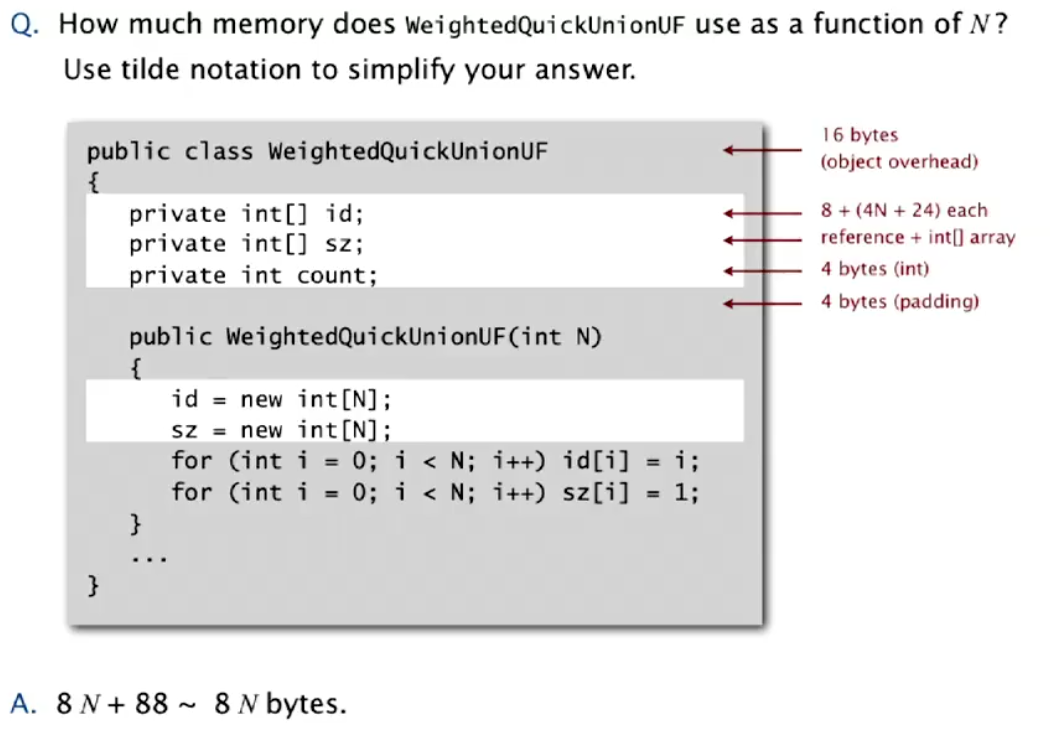 Q. How much memory does WeightedQuickUnionUF use as a function of N?
Use tilde notation to simplify your answer.
public class WeightedQuickUnionUF
{
private int[] id;
private int[] sz;
private int count;
public WeightedQuickUnionUF(int N)
{
id = new int[N];
sz = new int[N];
for (int i = 0; i < N; i++) id[i] = i;
for (int i = 0; i < N; i++) sz[i] = 1;
}
...
}
16 bytes
(object overhead)
8 + (4N + 24) each
reference + int[] array
4 bytes (int)
4 bytes (padding)
A. 8 N + 88 ~ 8 N bytes.